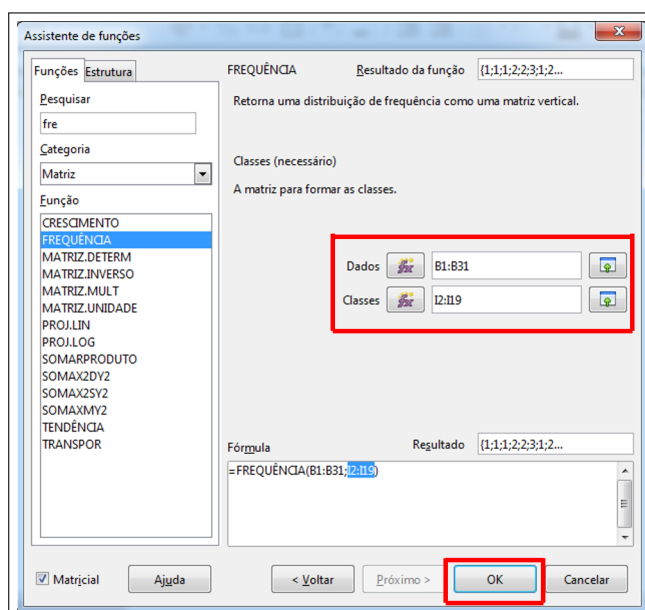 Assistente de funções
Funções Estrutura
FREQUÊNCIA Resultado da função {1;1;1;2;2;3;1;2...
Pesquisar
fre
Categoria
Matriz
Função
CRESCIMENTO
FREQUÊNCIA
MATRIZ.DETERM
MATRIZ.INVERSO
MATRIZ.MULT
MATRIZ.UNIDADE
PROJ.LIN
PROJ.LOG
SOMARPRODUTO
SOMAX2DY2
SOMAX2SY2
SOMAXMY2
TENDÊNCIA
TRANSPOR
Retorna uma distribuição de frequência como uma matriz vertical.
Classes (necessário)
A matriz para formar as classes.
Dados fx B1:B31
Classes fx I2:I19
Fórmula Resultado {1;1;1;2;2;3;1;2...
=FREQUÊNCIA(B1:B31;I2:I19)
Matricial Ajuda < Voltar Próximo > OK Cancelar